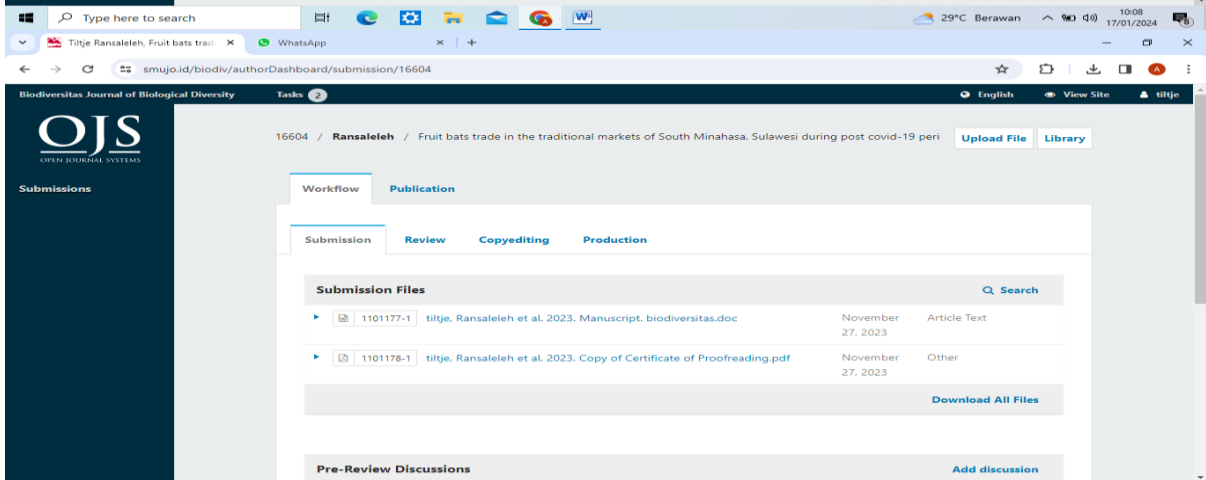 Type here to search
29°C Berawan
10:08
17/01/2024
8
Tiltje Ransaleleh, Fruit bats trad
WhatsApp
smujo.id/biodiv/authorDashboard/submission/16604
A
Biodiversitas Journal of Biological Diversity
Tasks 2
English
View Site
tiltje
OJS
OPEN JOURNAL SYSTEMS
Submissions
16604 / Ransaleleh / Fruit bats trade in the traditional markets of South Minahasa, Sulawesi during post covid-19 peri
Upload File
Library
Workflow
Publication
Submission
Review
Copyediting
Production
Submission Files
Search
1101177-1 tiltje, Ransaleleh et al. 2023. Manuscript. biodiversitas.doc
November 27, 2023
Article Text
1101178-1 tiltje, Ransaleleh et al. 2023. Copy of Certificate of Proofreading.pdf
November 27, 2023
Other
Download All Files
Pre-Review Discussions
Add discussion